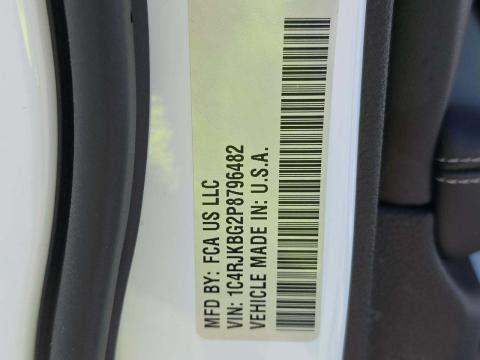 MFD BY: FCA US LLC
VIN: 1C4RJKBG2P8796482
VEHICLE MADE IN: U.S.A.